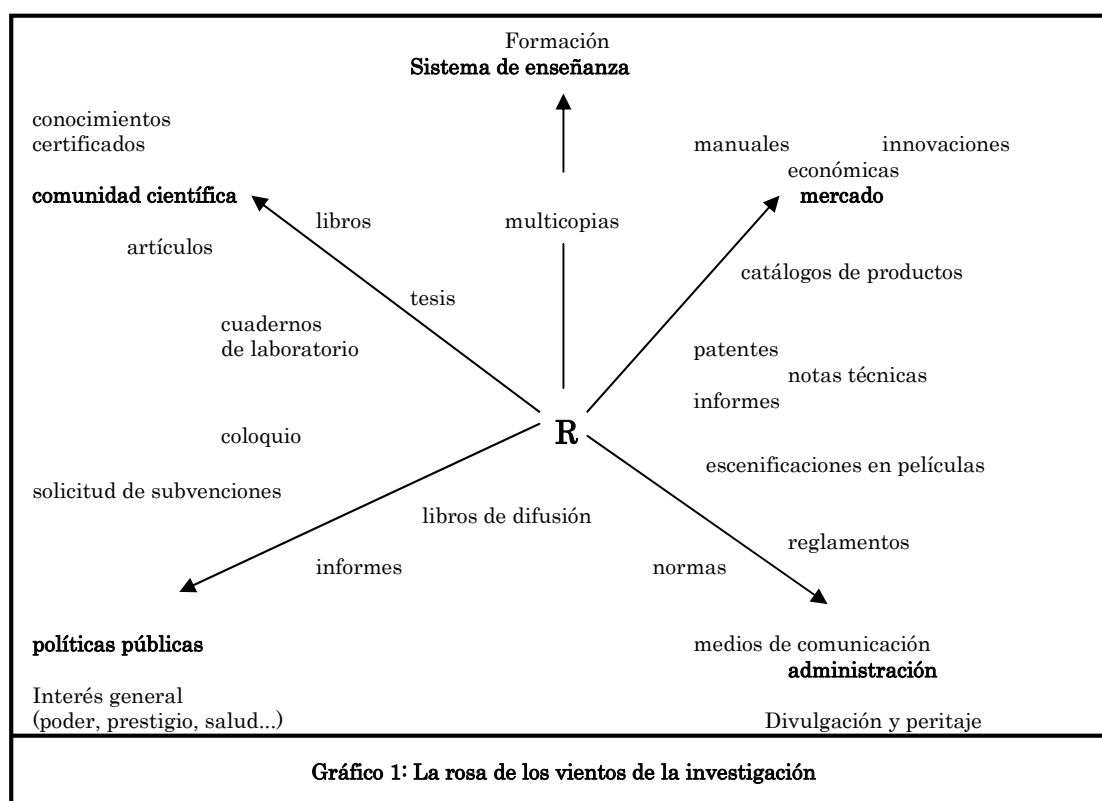 Formación
Sistema de enseñanza
conocimientos
certificados
manuales innovaciones
económicas
comunidad científica
mercado
libros
multicopias
artículos
catálogos de productos
tesis
cuadernos
de laboratorio
patentes
notas técnicas
informes
R
coloquio
escenificaciones en películas
solicitud de subvenciones
libros de difusión
reglamentos
informes
normas
políticas públicas
medios de comunicación
administración
Interés general
(poder, prestigio, salud...)
Divulgación y peritaje
Gráfico 1: La rosa de los vientos de la investigación